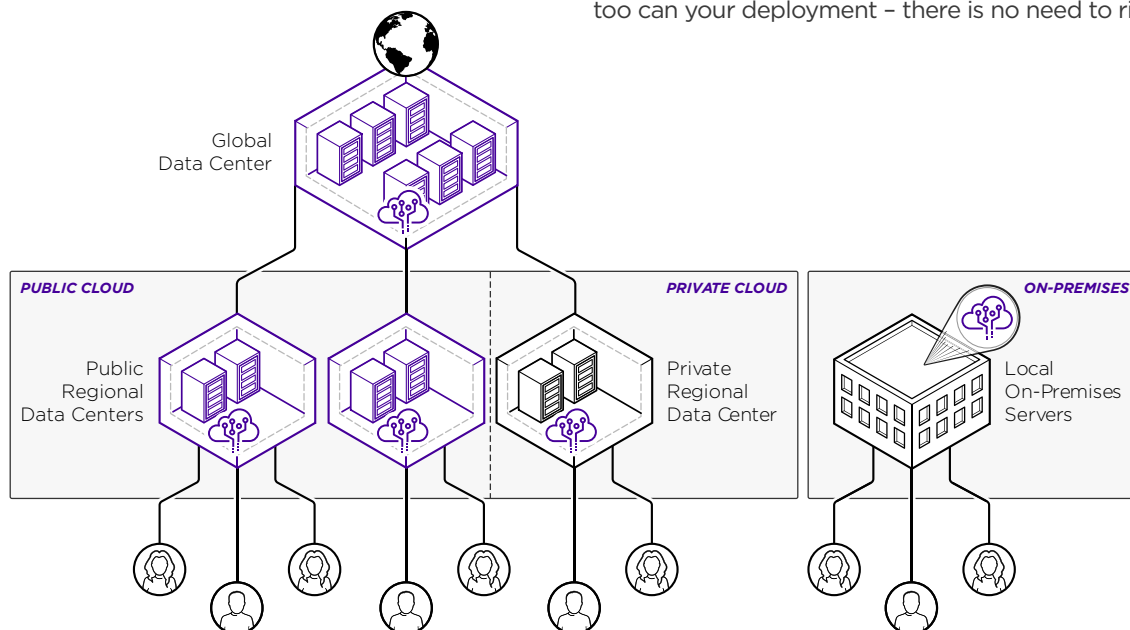 too can your deployment – there is no need to
Global
Data Center
PUBLIC CLOUD
PRIVATE CLOUD
ON-PREMISES
Public
Regional
Data Centers
Private
Regional
Data Center
Local
On-Premises
Servers